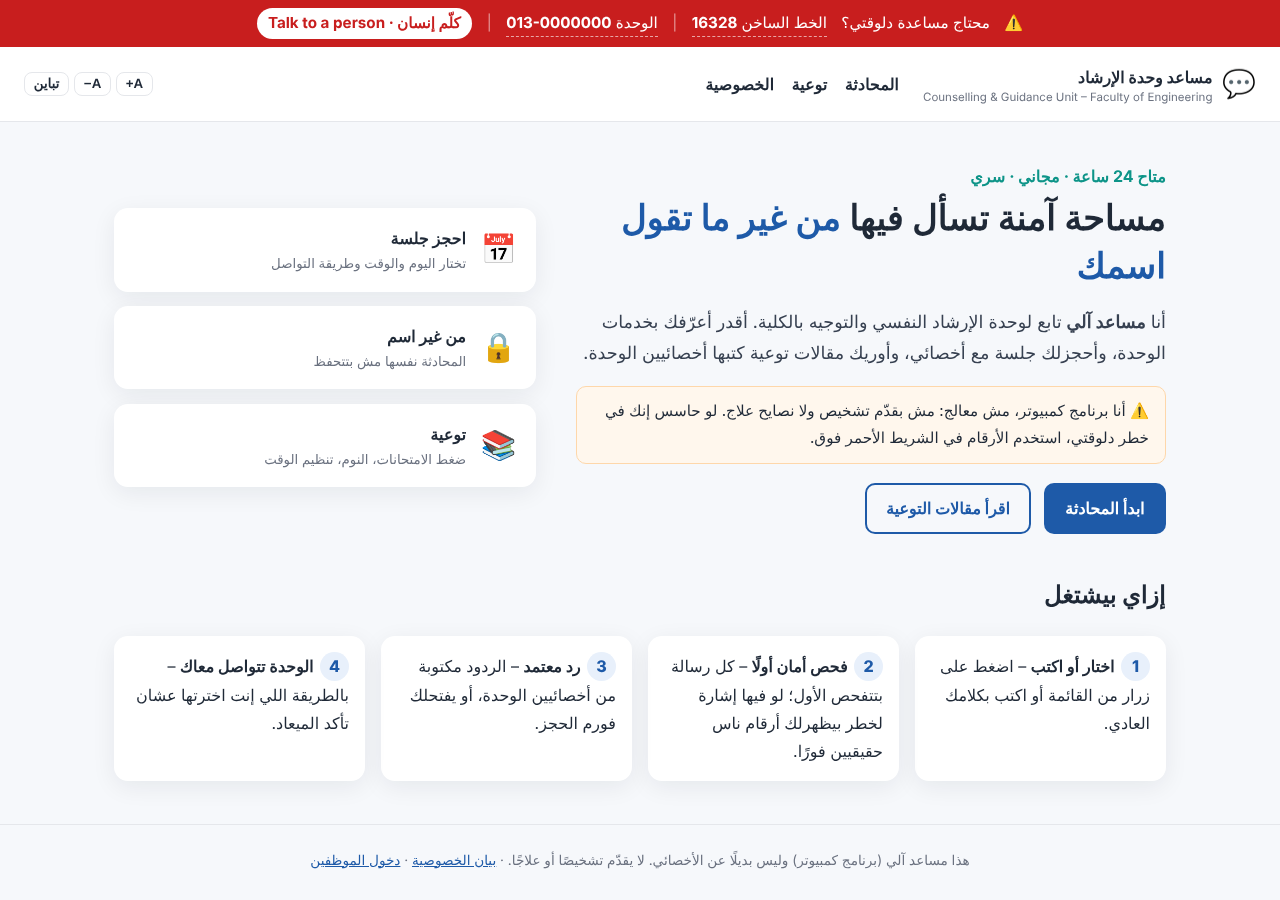 ⚠️ محتاج مساعدة دلوقتي؟ الخط الساخن 16328 | الوحدة 013-0000000 | كلّم إنسان · Talk to a person
💬 مساعد وحدة الإرشاد
Counselling & Guidance Unit – Faculty of Engineering
المحادثة توعية الخصوصية
A+ A− تباين
متاح 24 ساعة · مجاني · سري
مساحة آمنة تسأل فيها من غير ما تقول
اسمك
أنا مساعد آلي تابع لوحدة الإرشاد النفسي والتوجيه بالكلية. أقدر أعرّفك بخدمات
الوحدة، وأحجزلك جلسة مع أخصائي، وأوريك مقالات توعية كتبها أخصائيين الوحدة.
⚠️ أنا برنامج كمبيوتر، مش معالج: مش بقدّم تشخيص ولا نصايح علاج. لو حاسس إنك في
خطر دلوقتي، استخدم الأرقام في الشريط الأحمر فوق.
ابدأ المحادثة
اقرأ مقالات التوعية
احجز جلسة
تختار اليوم والوقت وطريقة التواصل
من غير اسم
المحادثة نفسها مش بتتحفظ
توعية
ضغط الامتحانات، النوم، تنظيم الوقت
إزاي بيشتغل
1 اختار أو اكتب – اضغط على
زرار من القائمة أو اكتب بكلامك
العادي.
2 فحص أمان أولًا – كل رسالة
بتتفحص الأول؛ لو فيها إشارة
لخطر بيظهرلك أرقام ناس
حقيقيين فورًا.
3 رد معتمد – الردود مكتوبة
من أخصائيين الوحدة، أو يفتحلك
فورم الحجز.
4 الوحدة تتواصل معاك –
بالطريقة اللي إنت اخترتها عشان
تأكد الميعاد.
هذا مساعد آلي (برنامج كمبيوتر) وليس بديلًا عن الأخصائي. لا يقدّم تشخيصًا أو علاجًا. · بيان الخصوصية · دخول الموظفين